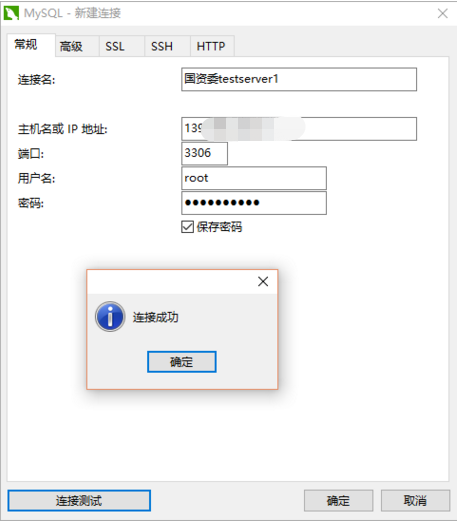 MySQL - 新建连接
常规 高级 SSL SSH HTTP
连接名: 国资委testserver1
主机名或 IP 地址: 139
端口: 3306
用户名: root
密码: ●●●●●●●●●●
保存密码
连接成功
确定
连接测试 确定 取消